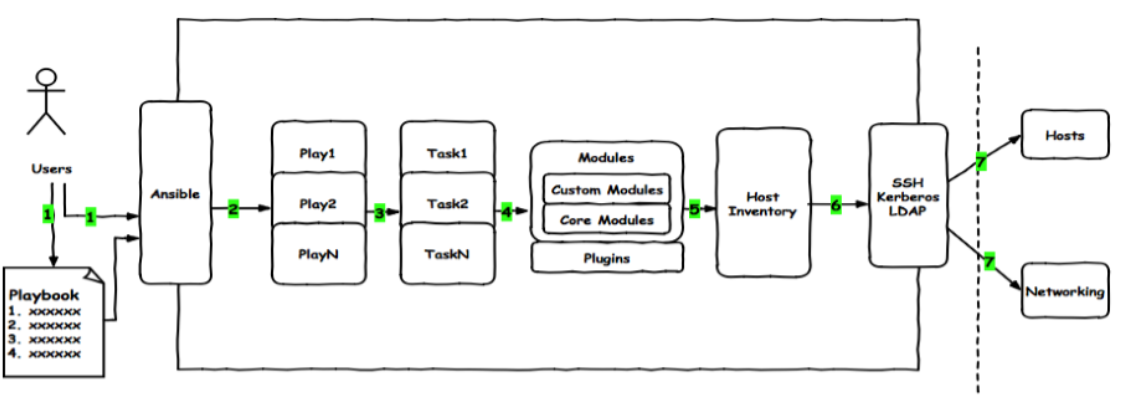 Users
1
1
Playbook
1. xxxxxx
2. xxxxxx
3. xxxxxx
4. xxxxxx
Ansible
2
Play1
Play2
PlayN
3
Task1
Task2
TaskN
4
Modules
Custom Modules
Core Modules
Plugins
5
Host
Inventory
6
SSH
Kerberos
LDAP
7
7
Hosts
Networking